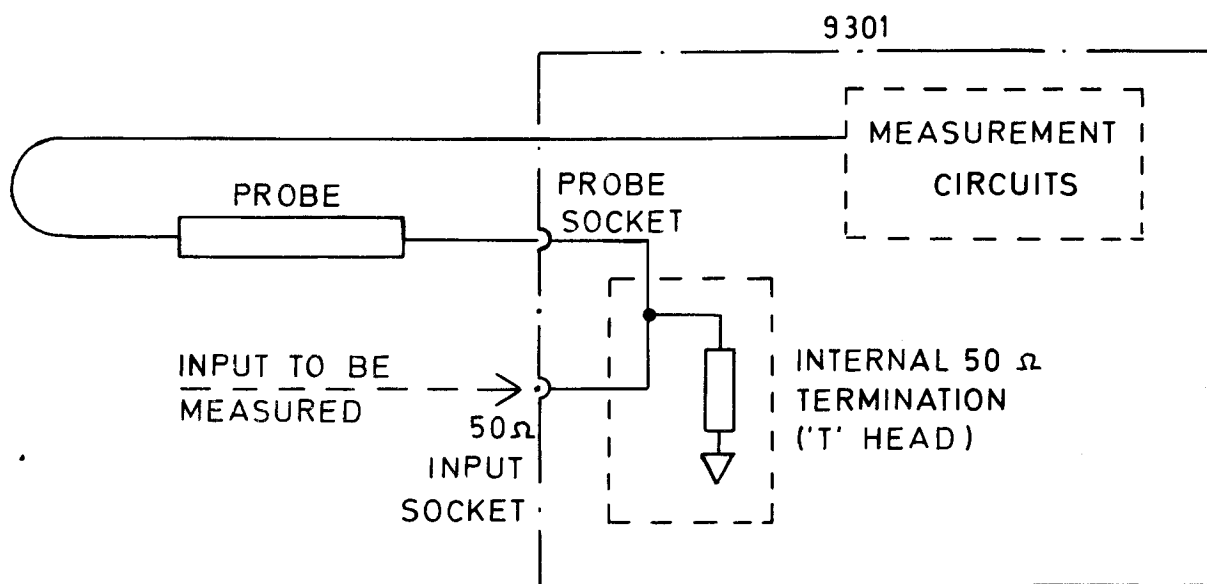 9301
MEASUREMENT
CIRCUITS
PROBE
PROBE
SOCKET
INPUT TO BE
MEASURED
50Ω
INPUT
SOCKET
INTERNAL 50 Ω
TERMINATION
('T' HEAD)